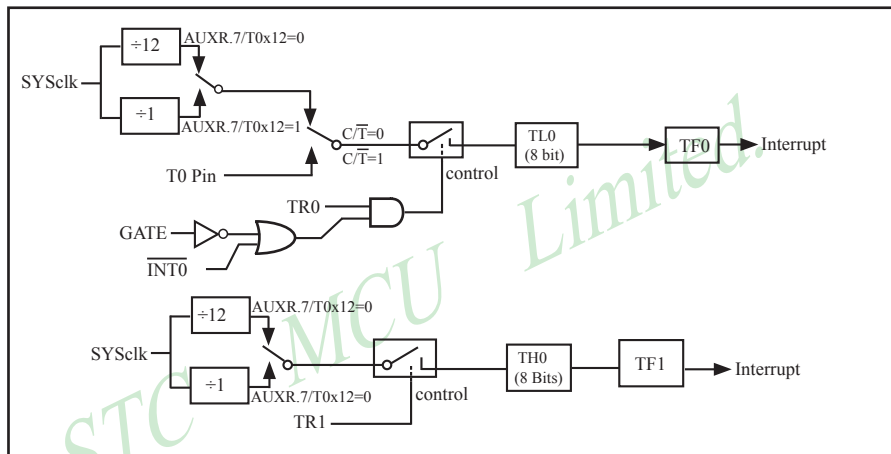 ÷12
AUXR.7/T0x12=0
SYSclk
÷1
AUXR.7/T0x12=1
C/T̅=0
C/T̅=1
T0 Pin
TL0
(8 bit)
TF0
Interrupt
control
TR0
GATE
I̅N̅T̅0̅
÷12
AUXR.7/T0x12=0
SYSclk
÷1
AUXR.7/T0x12=0
TH0
(8 Bits)
TF1
Interrupt
control
TR1
STC MCU Limited.